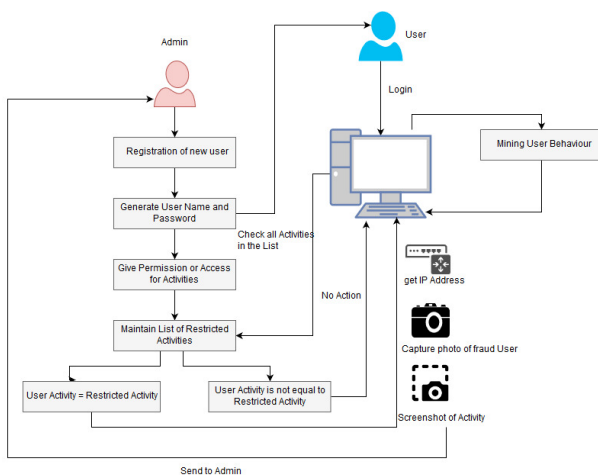 Admin
User
Login
Registration of new user
Mining User Behaviour
Generate User Name and
Password
Check all Activities
in the List
Give Permission or Access
for Activities
get IP Address
No Action
Maintain List of Restricted
Activities
Capture photo of fraud User
User Activity = Restricted Activity
User Activity is not equal to
Restricted Activity
Screenshot of Activity
Send to Admin